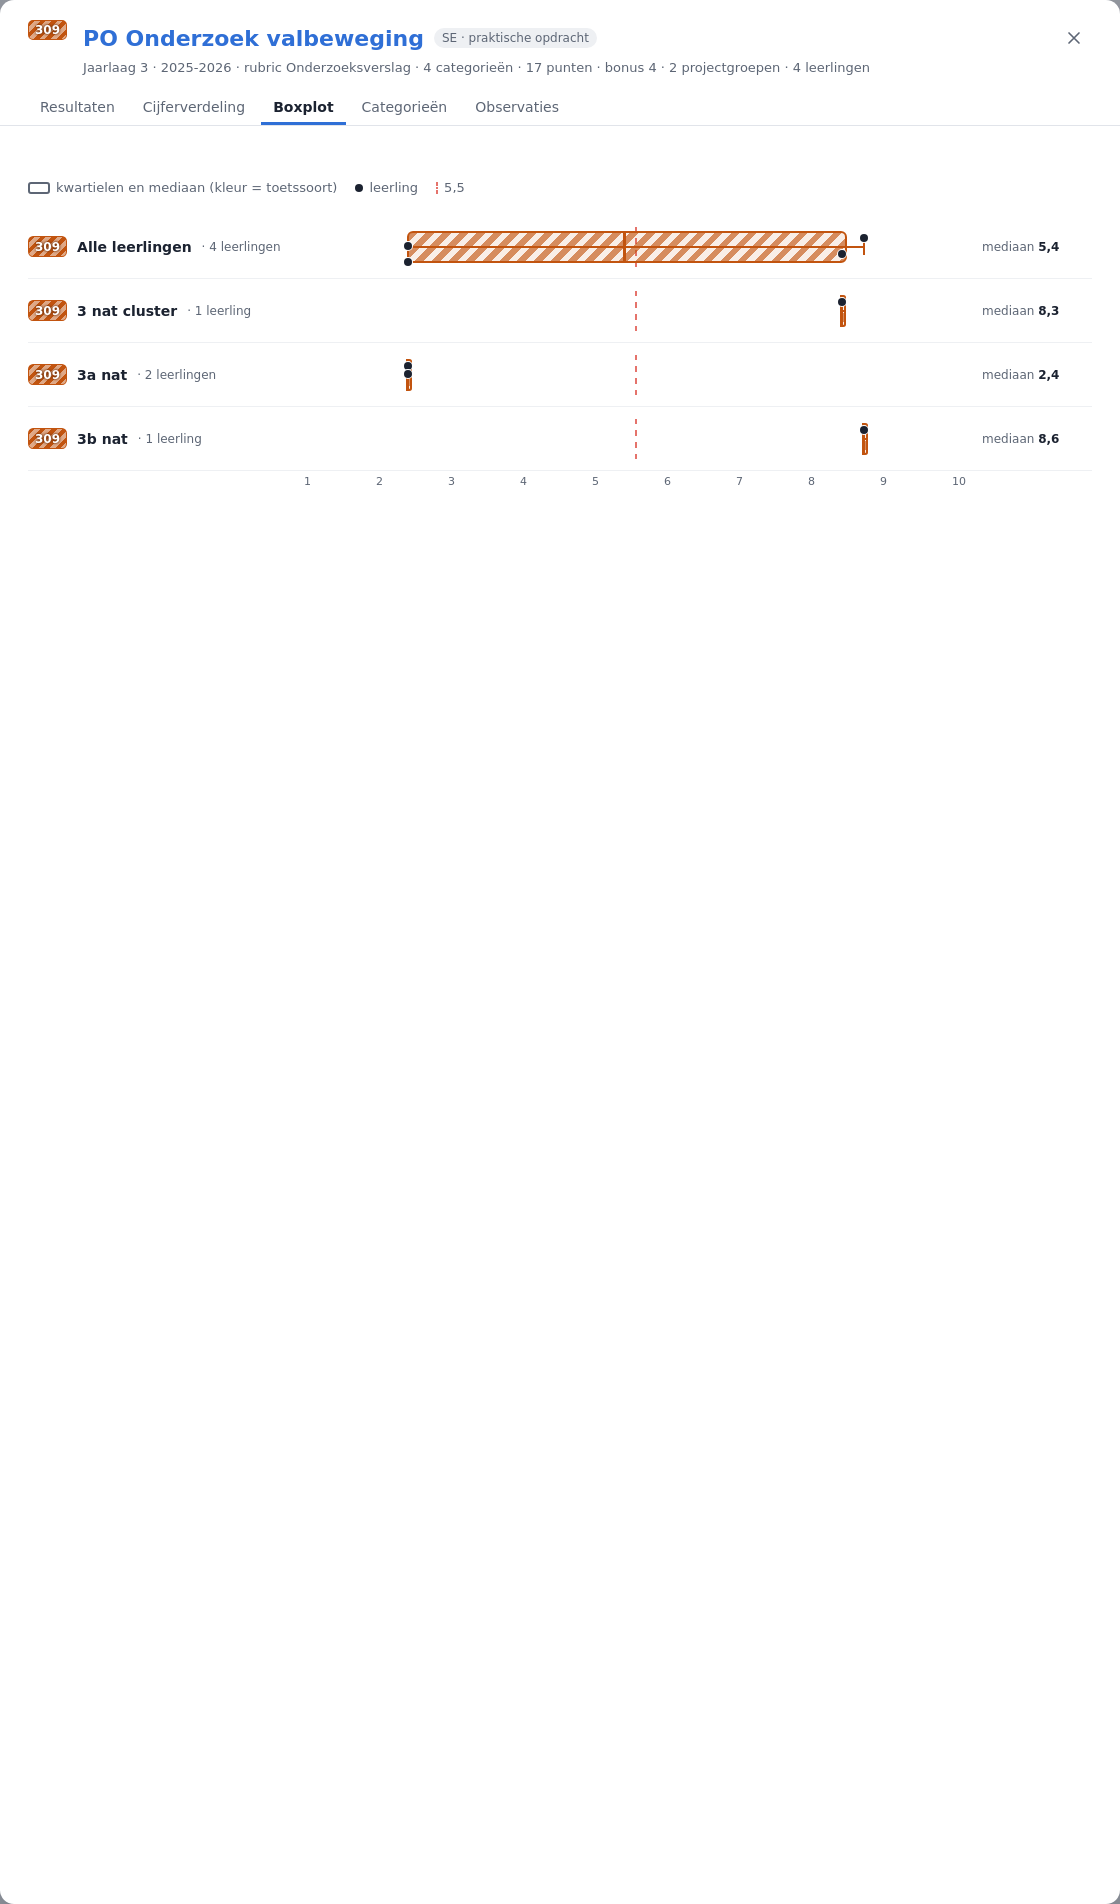 309 PO Onderzoek valbeweging SE · praktische opdracht
Jaarlaag 3 · 2025-2026 · rubric Onderzoeksverslag · 4 categorieën · 17 punten · bonus 4 · 2 projectgroepen · 4 leerlingen
Resultaten Cijferverdeling Boxplot Categorieën Observaties
kwartielen en mediaan (kleur = toetssoort) leerling 5,5
309 Alle leerlingen · 4 leerlingen mediaan 5,4
309 3 nat cluster · 1 leerling mediaan 8,3
309 3a nat · 2 leerlingen mediaan 2,4
309 3b nat · 1 leerling mediaan 8,6
1 2 3 4 5 6 7 8 9 10